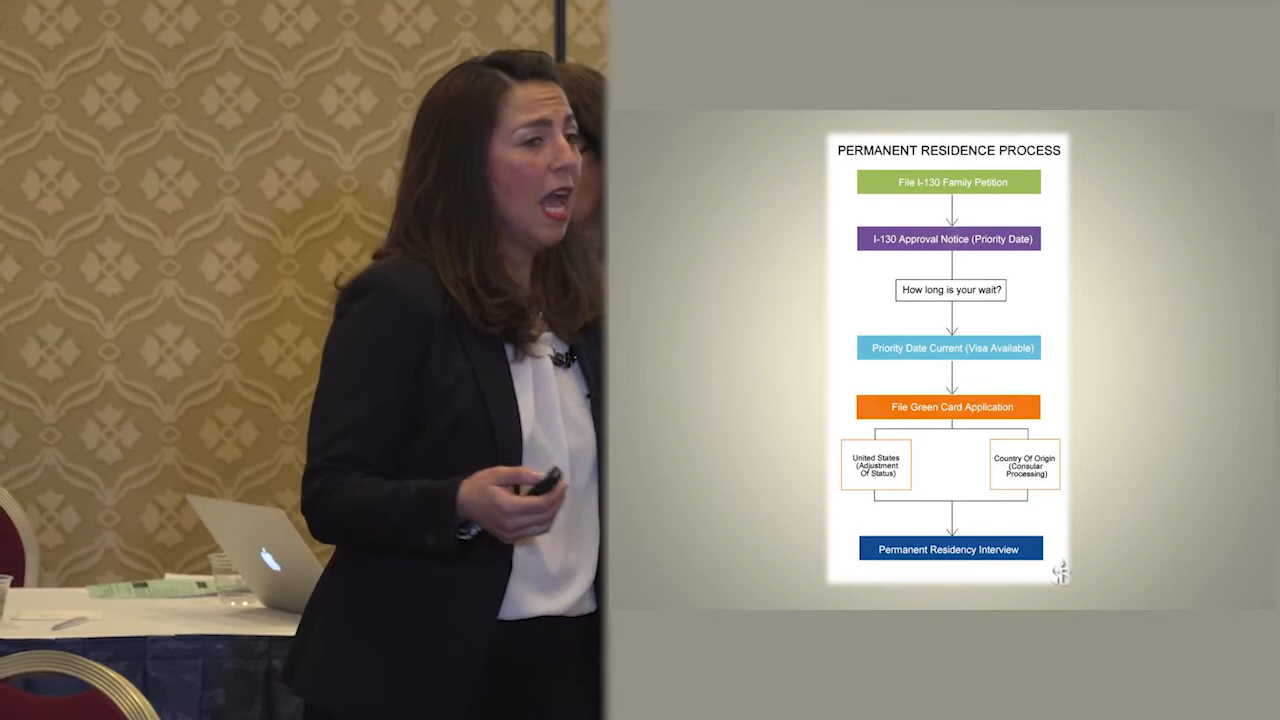 PERMANENT RESIDENCE PROCESS
File I-130 Family Petition
I-130 Approval Notice (Priority Date)
How long is your wait?
Priority Date Current (Visa Available)
File Green Card Application
United States
(Adjustment
Of Status)
Country Of Origin
(Consular
Processing)
Permanent Residency Interview